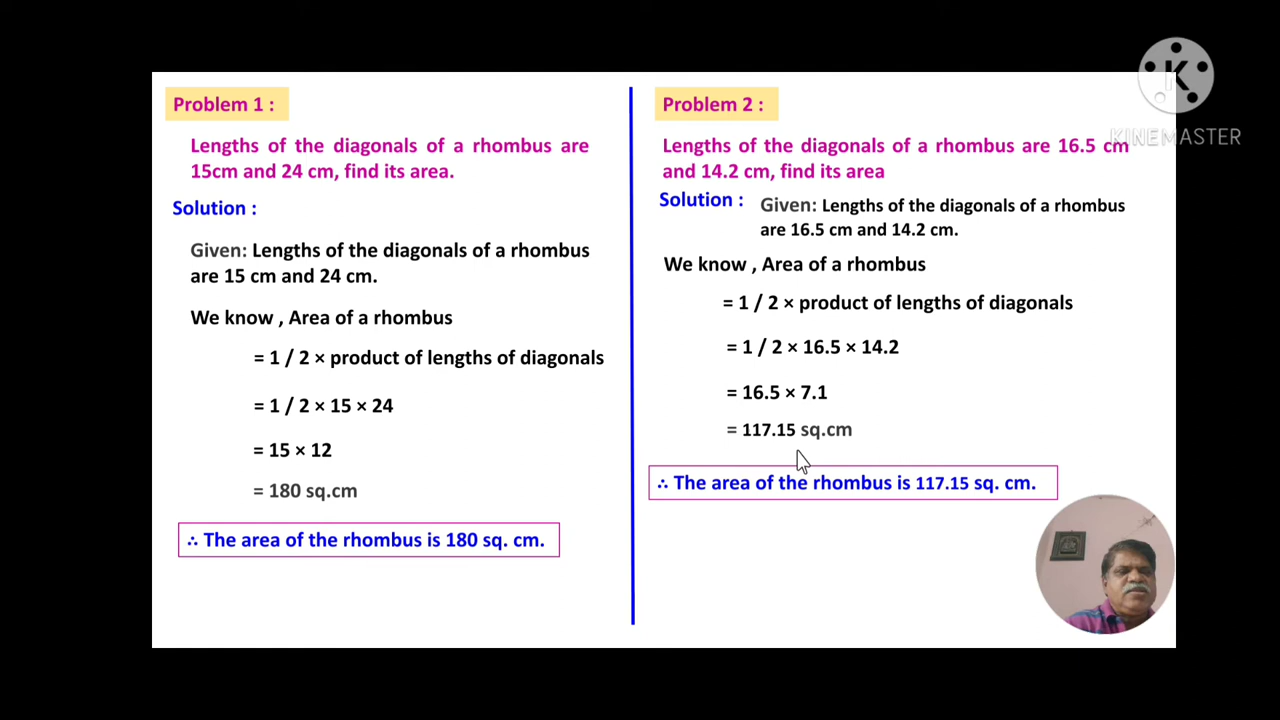 Problem 1 :
Lengths of the diagonals of a rhombus are
15cm and 24 cm, find its area.
Solution :
Given: Lengths of the diagonals of a rhombus
are 15 cm and 24 cm.
We know , Area of a rhombus
= 1 / 2 × product of lengths of diagonals
= 1 / 2 × 15 × 24
= 15 × 12
= 180 sq.cm
∴ The area of the rhombus is 180 sq. cm.
Problem 2 :
Lengths of the diagonals of a rhombus are 16.5 cm
and 14.2 cm, find its area
Solution :
Given: Lengths of the diagonals of a rhombus
are 16.5 cm and 14.2 cm.
We know , Area of a rhombus
= 1 / 2 × product of lengths of diagonals
= 1 / 2 × 16.5 × 14.2
= 16.5 × 7.1
= 117.15 sq.cm
∴ The area of the rhombus is 117.15 sq. cm.
K
KINEMASTER